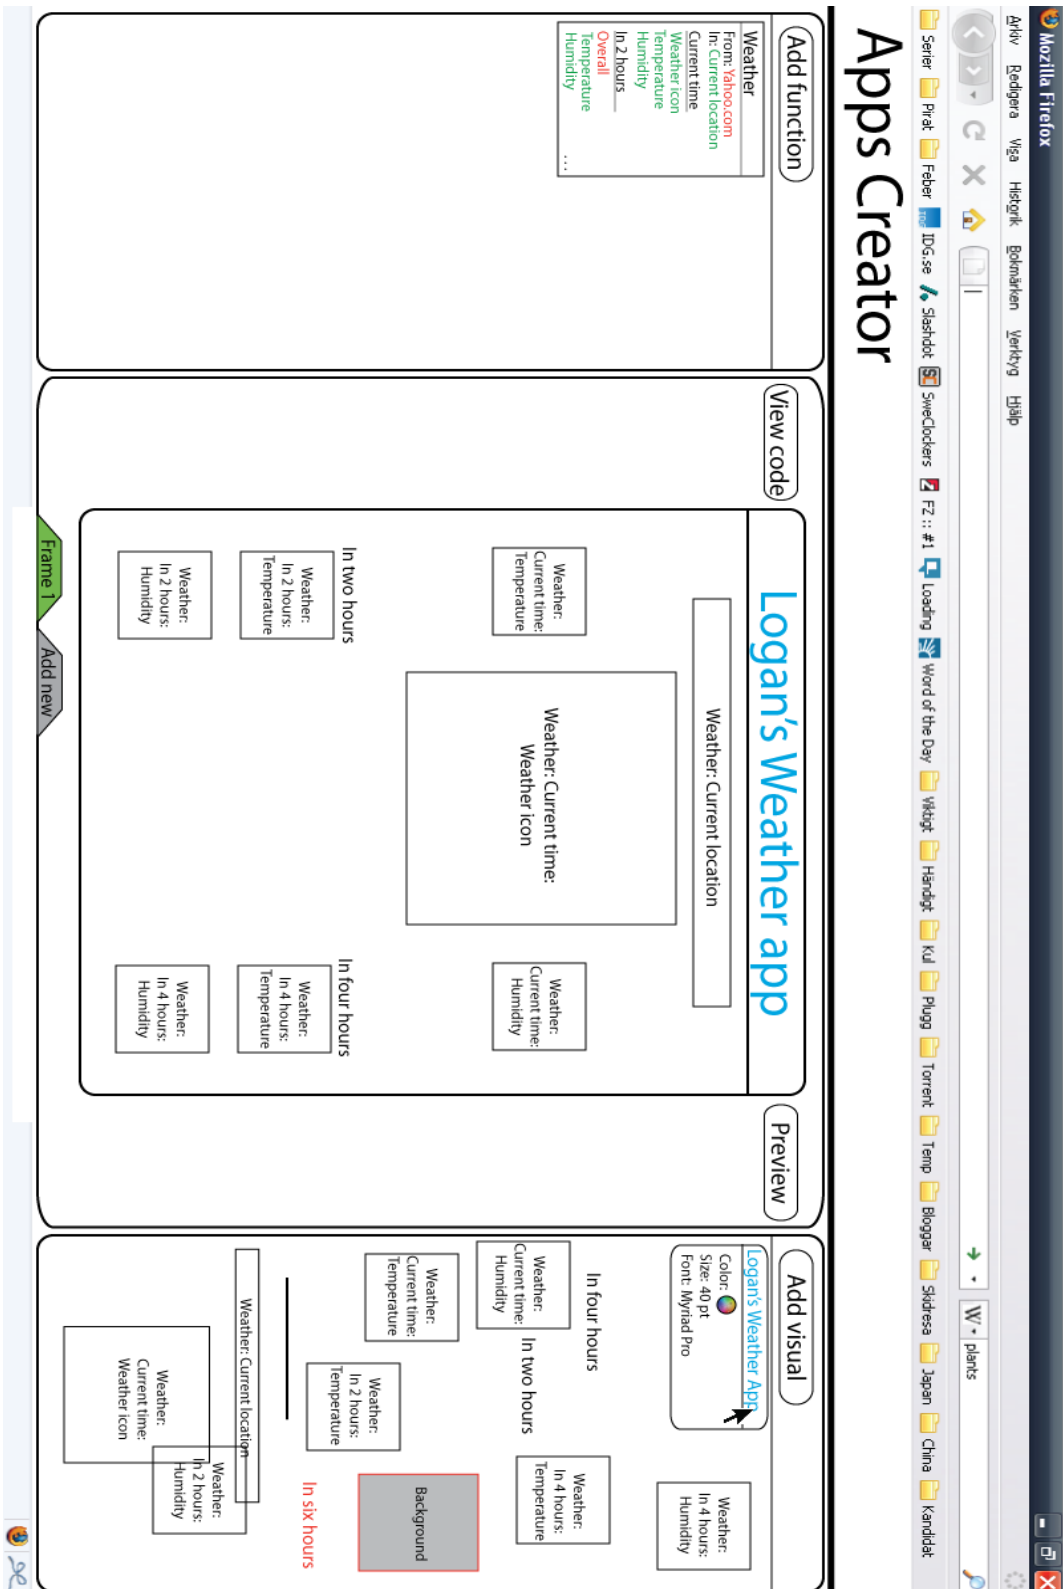 Mozilla Firefox
Arkiv Redigera Visa Historik Bokmärken Verktyg Hjälp
W plants
Serier Pirat Feber IDG.se Slashdot SweClockers FZ :: #1 Loading Word of the Day Viktigt Händigt Kul Plugg Torrent Temp Bloggar Skidresa Japan China Kandidat
Apps Creator
Add function
Weather
From: Yahoo.com
In: Current location
Current time
Weather icon
Temperature
Humidity
In 2 hours
Overall
Temperature
Humidity
...
View code
Preview
Logan's Weather app
Weather: Current location
Weather:
Current time:
Temperature
Weather: Current time:
Weather icon
Weather:
Current time:
Humidity
In two hours
In four hours
Weather:
In 2 hours:
Temperature
Weather:
In 4 hours:
Temperature
Weather:
In 2 hours:
Humidity
Weather:
In 4 hours:
Humidity
Frame 1
Add new
Add visual
Logan's Weather App
Color:
Size: 40 pt
Font: Myriad Pro
Weather:
In 4 hours:
Humidity
In four hours
Weather:
Current time:
Humidity
In two hours
Weather:
In 4 hours:
Temperature
Weather:
Current time:
Temperature
Weather:
In 2 hours:
Temperature
Background
In six hours
Weather: Current location
Weather:
In 2 hours:
Humidity
Weather:
Current time:
Weather icon